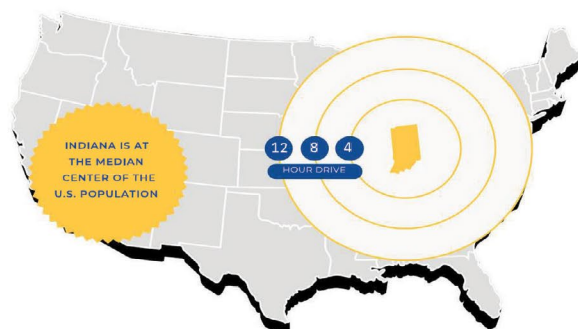 INDIANA IS AT
THE MEDIAN
CENTER OF THE
U.S. POPULATION
12 8 4
HOUR DRIVE